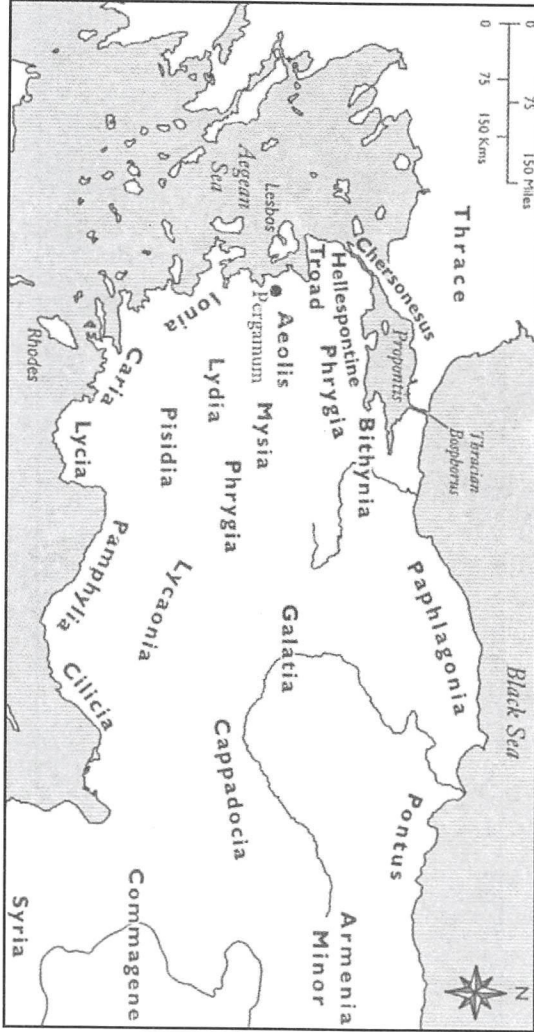 0 75 150 Miles
0 75 150 Kms
Thrace
Black Sea
N
Chersonesus
Propontis
Thracian
Bosphorus
Paphlagonia
Pontus
Hellespontine
Phrygia
Troad
Bithynia
Lesbos
Aegean
Sea
Aeolis
Pergamum
Mysia
Phrygia
Galatia
Armenia
Minor
Ionia
Lydia
Cappadocia
Pisidia
Lycaonia
Caria
Lycia
Pamphylia
Cilicia
Commagene
Rhodes
Syria